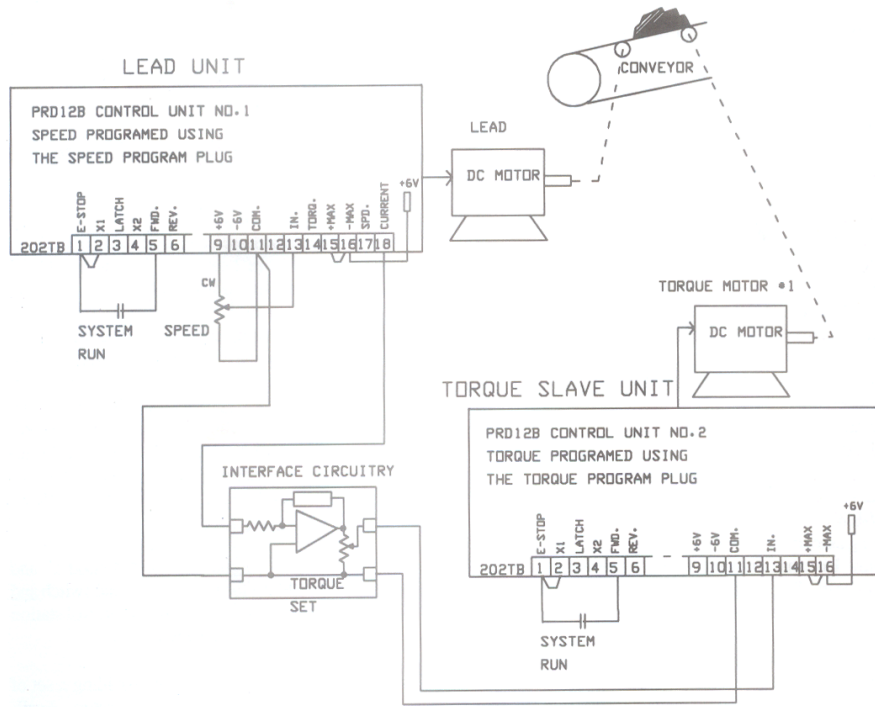 LEAD UNIT
PRD12B CONTROL UNIT NO.1
SPEED PROGRAMED USING
THE SPEED PROGRAM PLUG
E-STOP
X1
LATCH
X2
FWD.
REV.
+6V
-6V
COM.
IN.
TORQ.
+MAX
-MAX
SPD.
CURRENT
+6V
202TB 1 2 3 4 5 6 9 10 11 12 13 14 15 16 17 18
CW
SPEED
SYSTEM
RUN
LEAD
DC MOTOR
CONVEYOR
TORQUE MOTOR #1
DC MOTOR
TORQUE SLAVE UNIT
PRD12B CONTROL UNIT NO.2
TORQUE PROGRAMED USING
THE TORQUE PROGRAM PLUG
E-STOP
X1
LATCH
X2
FWD.
REV.
+6V
-6V
COM.
IN.
+MAX
-MAX
+6V
202TB 1 2 3 4 5 6 9 10 11 12 13 14 15 16
SYSTEM
RUN
INTERFACE CIRCUITRY
TORQUE
SET